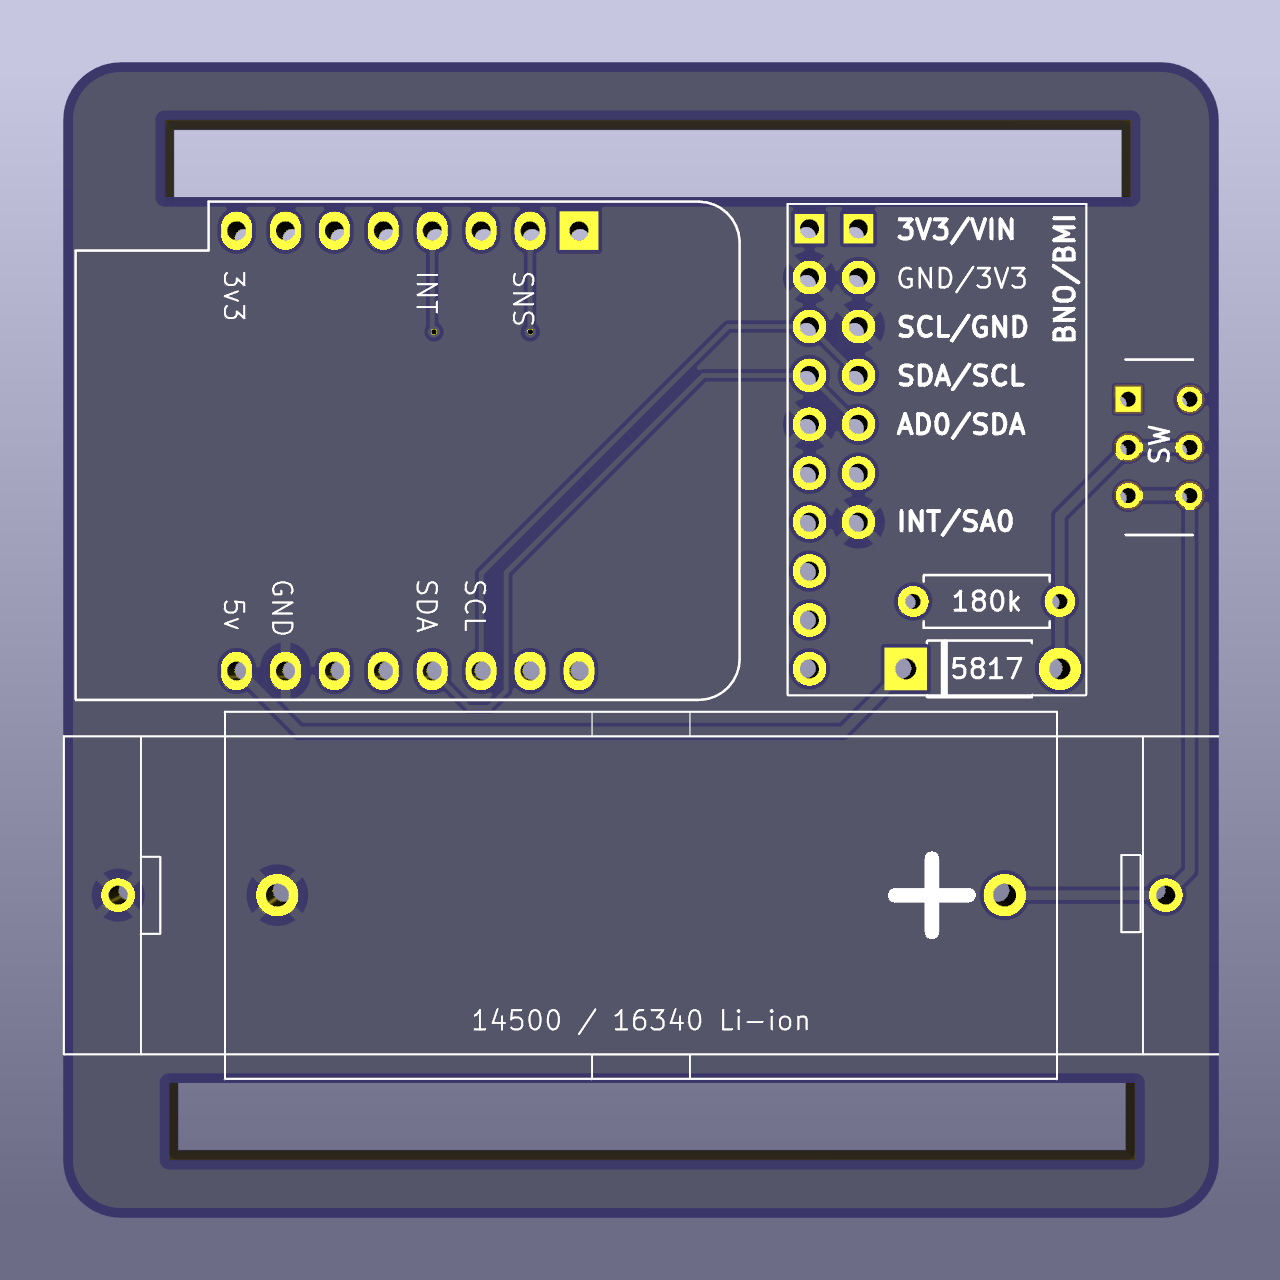 3V3/VIN
GND/3V3
SCL/GND
SDA/SCL
AD0/SDA
INT/SA0
BNO/BMI
3v3
INT
SNS
SW
5v
GND
SDA
SCL
180k
5817
+
14500 / 16340 Li-ion